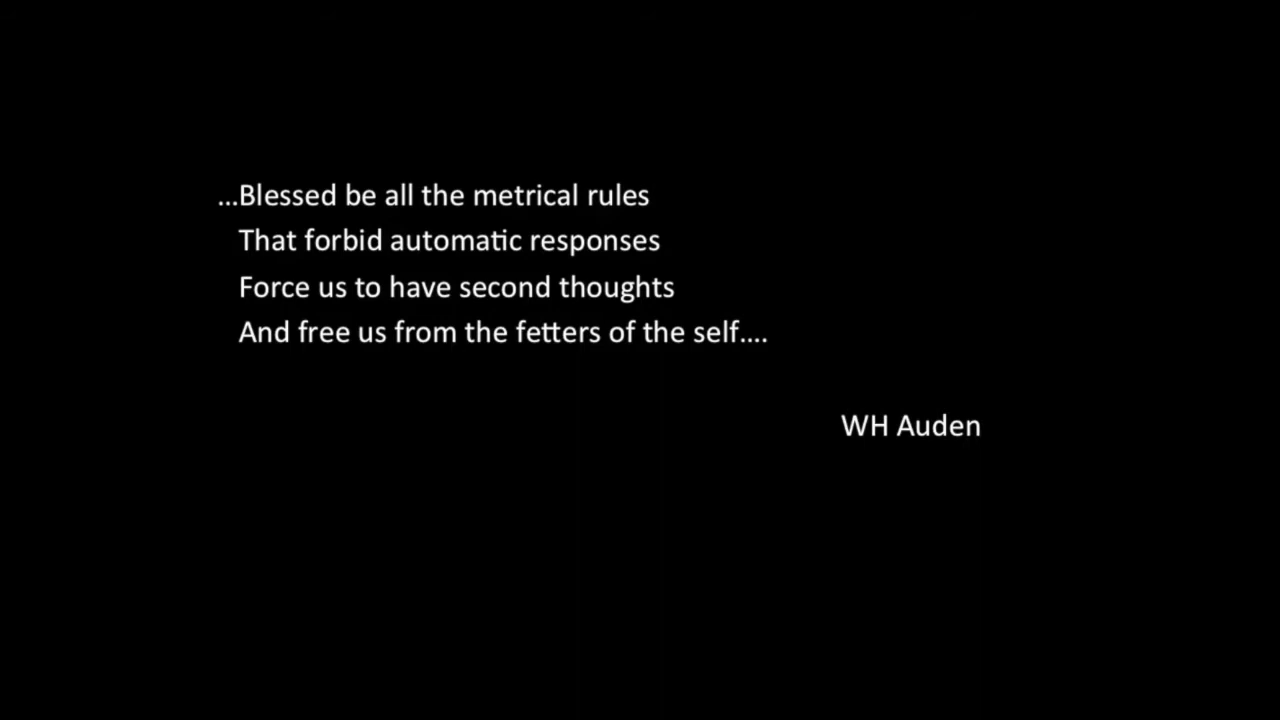 ...Blessed be all the metrical rules
That forbid automatic responses
Force us to have second thoughts
And free us from the fetters of the self....
WH Auden